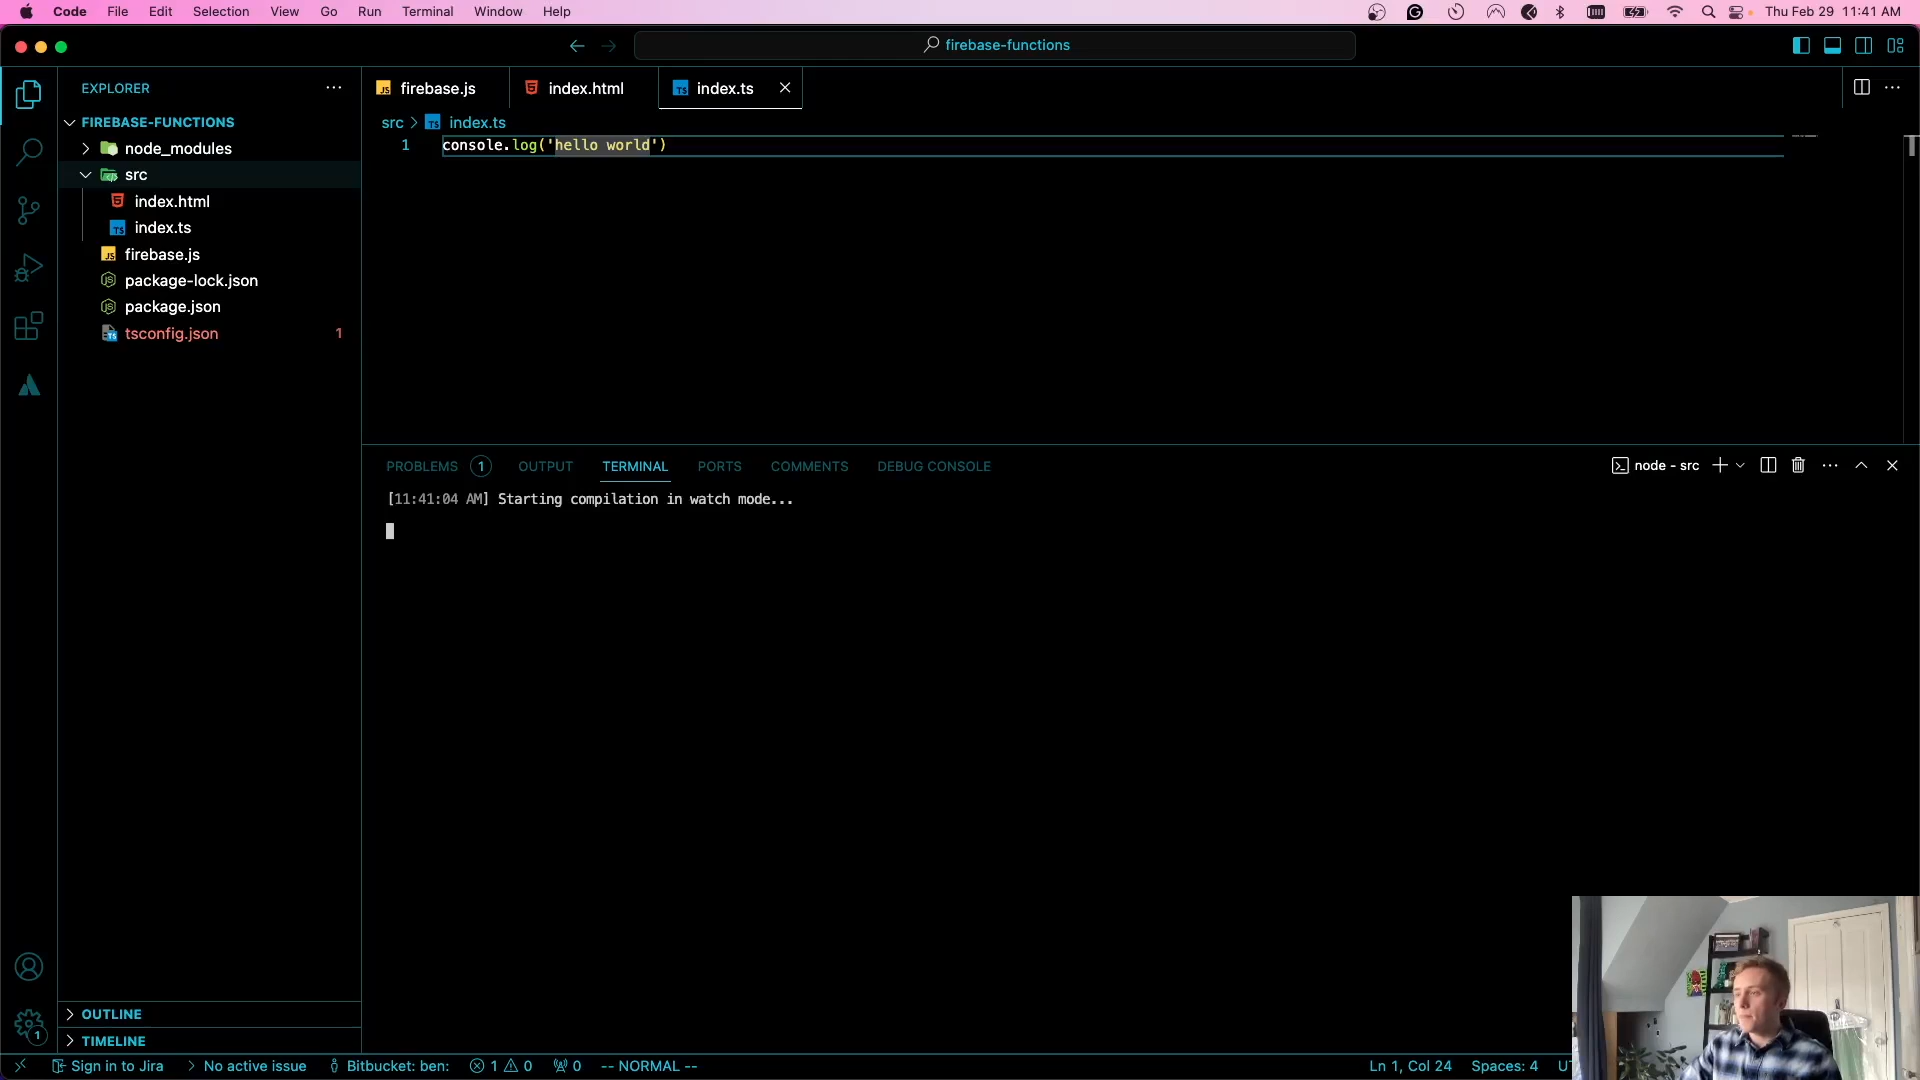 Code File Edit Selection View Go Run Terminal Window Help Thu Feb 29 11:41 AM
firebase-functions
EXPLORER
FIREBASE-FUNCTIONS
node_modules
src
index.html
index.ts
firebase.js
package-lock.json
package.json
tsconfig.json 1
OUTLINE
TIMELINE
firebase.js index.html index.ts
src > index.ts
1 console.log('hello world')
PROBLEMS 1 OUTPUT TERMINAL PORTS COMMENTS DEBUG CONSOLE node - src
[11:41:04 AM] Starting compilation in watch mode...
1
Sign in to Jira No active issue Bitbucket: ben: 1 0 0 -- NORMAL -- Ln 1, Col 24 Spaces: 4